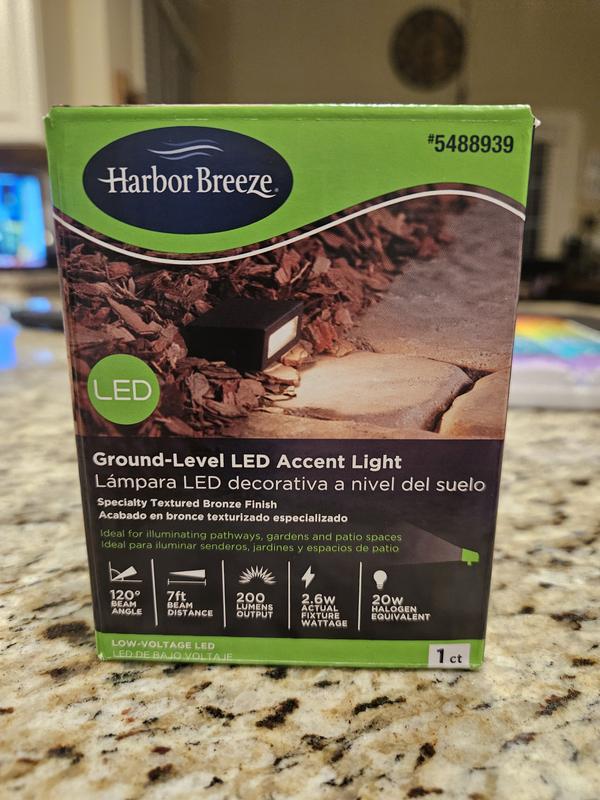 #5488939
Harbor Breeze®
LED
Ground-Level LED Accent Light
Lámpara LED decorativa a nivel del suelo
Specialty Textured Bronze Finish
Acabado en bronce texturizado especializado
Ideal for illuminating pathways, gardens and patio spaces
Ideal para iluminar senderos, jardines y espacios de patio
120°
BEAM
ANGLE
7ft
BEAM
DISTANCE
200
LUMENS
OUTPUT
2.6w
ACTUAL
FIXTURE
WATTAGE
20w
HALOGEN
EQUIVALENT
LOW-VOLTAGE LED
LED DE BAJO VOLTAJE
1 ct